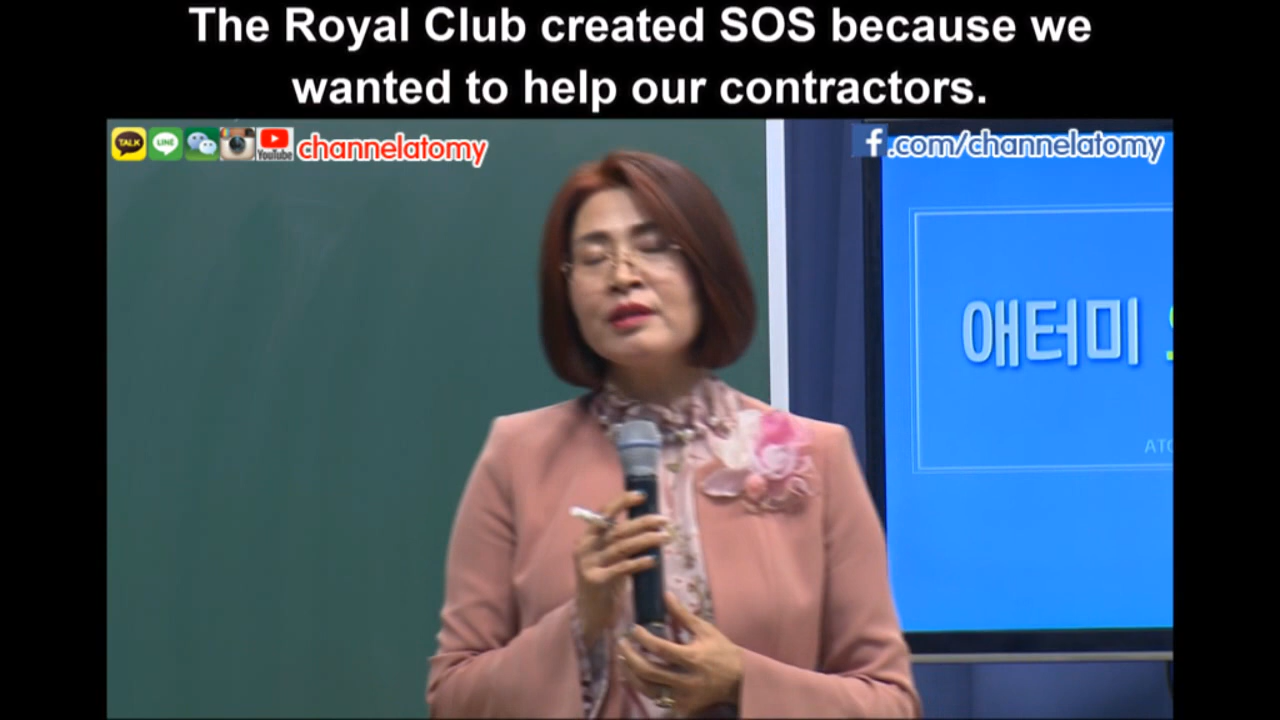 The Royal Club created SOS because we
wanted to help our contractors.
TALK
LINE
YouTube
channelatomy
f.com/channelatomy
애터미